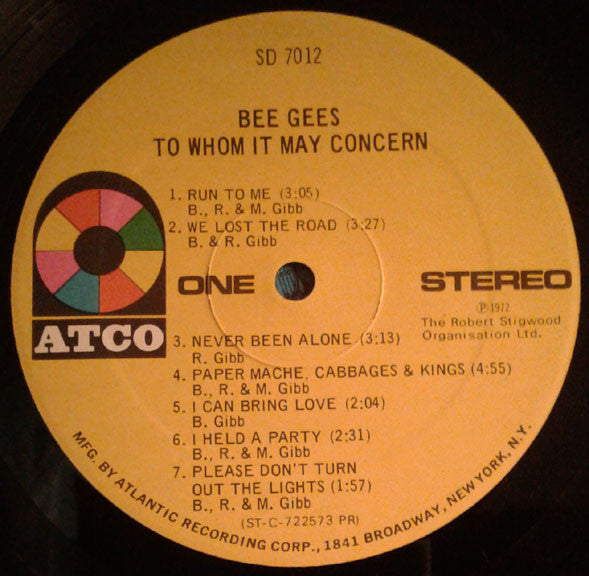 SD 7012
BEE GEES
TO WHOM IT MAY CONCERN
1. RUN TO ME (3:05)
B., R. & M. Gibb
2. WE LOST THE ROAD (3:27)
B. & R. Gibb
ONE
STEREO
Ⓟ 1972
The Robert Stigwood
Organisation Ltd.
ATCO
3. NEVER BEEN ALONE (3:13)
R. Gibb
4. PAPER MACHE, CABBAGES & KINGS (4:55)
B., R. & M. Gibb
5. I CAN BRING LOVE (2:04)
B. Gibb
6. I HELD A PARTY (2:31)
B., R. & M. Gibb
7. PLEASE DON'T TURN
OUT THE LIGHTS (1:57)
B., R. & M. Gibb
(ST-C-722573 PR)
MFG. BY ATLANTIC RECORDING CORP., 1841 BROADWAY, NEW YORK, N.Y.